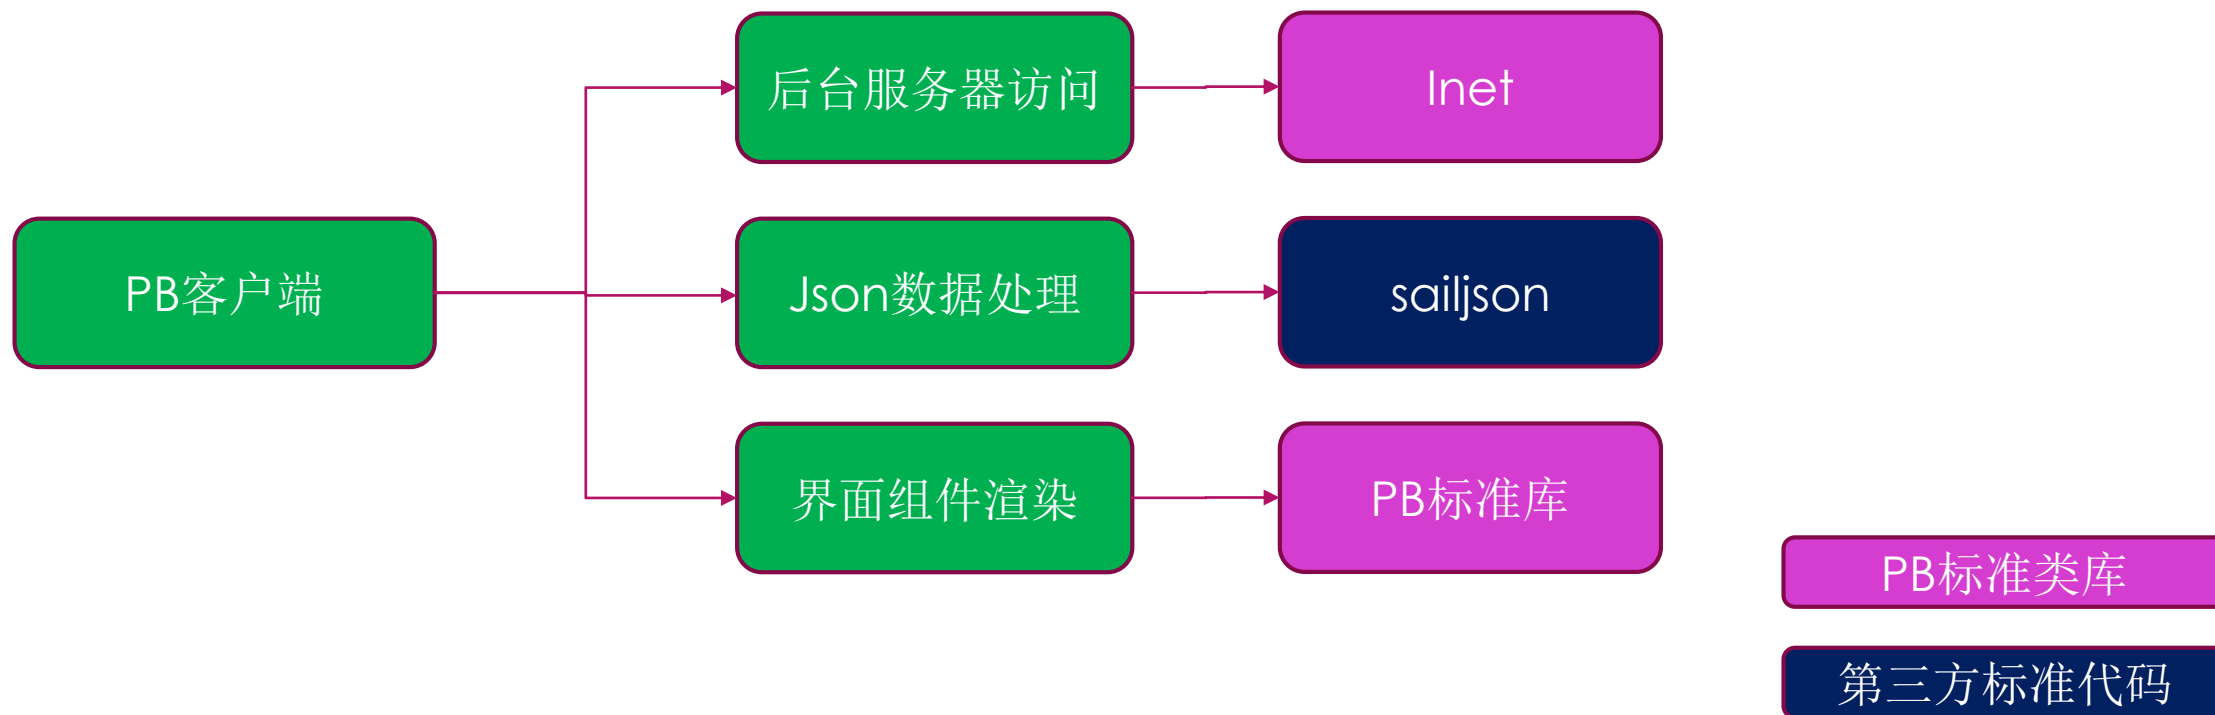 后台服务器访问
Inet
PB客户端
Json数据处理
sailjson
界面组件渲染
PB标准库
PB标准类库
第三方标准代码